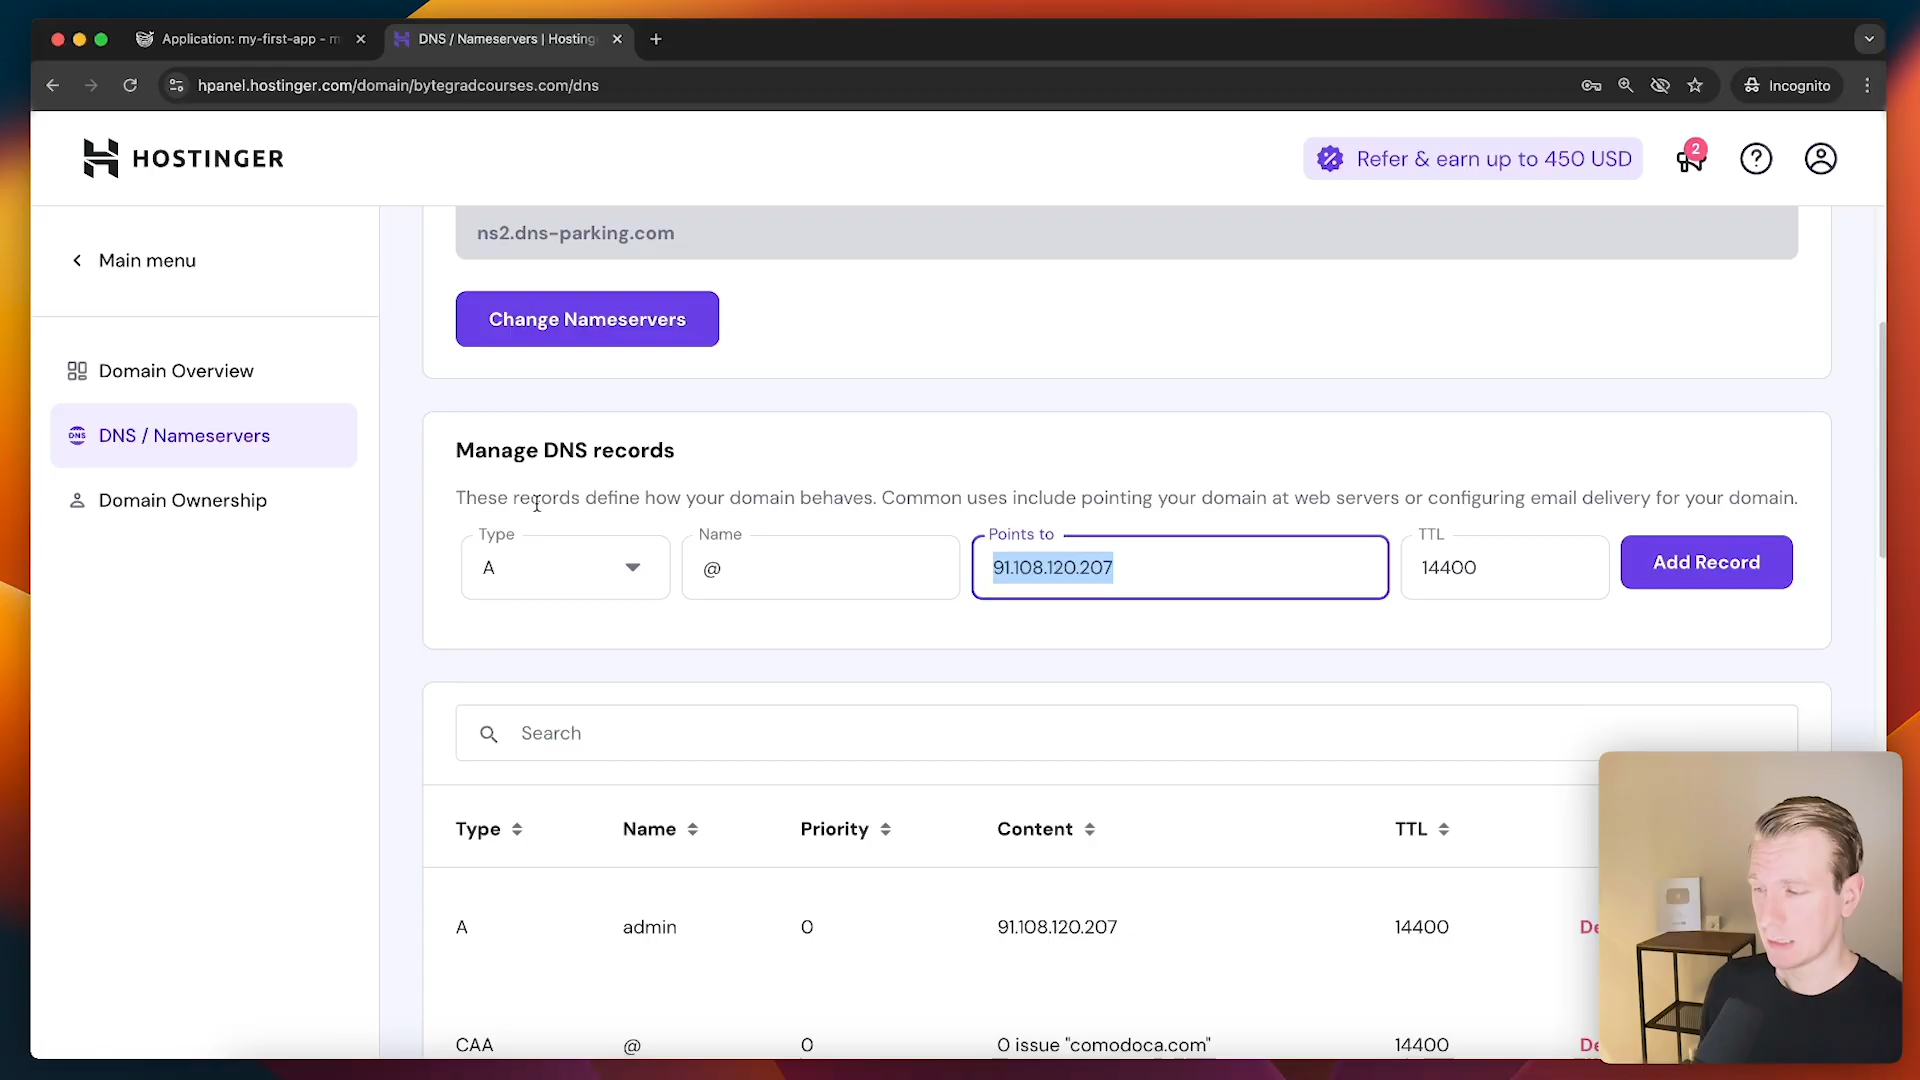 Application: my-first-app - m
DNS / Nameservers | Hosting
hpanel.hostinger.com/domain/bytegradcourses.com/dns
Incognito
HOSTINGER
Refer & earn up to 450 USD
2
Main menu
Domain Overview
DNS
DNS / Nameservers
Domain Ownership
ns2.dns-parking.com
Change Nameservers
Manage DNS records
These records define how your domain behaves. Common uses include pointing your domain at web servers or configuring email delivery for your domain.
Type Name Points to TTL
A @ 91.108.120.207 14400 Add Record
Search
Type Name Priority Content TTL
A admin 0 91.108.120.207 14400 De
CAA @ 0 0 issue "comodoca.com" 14400 De